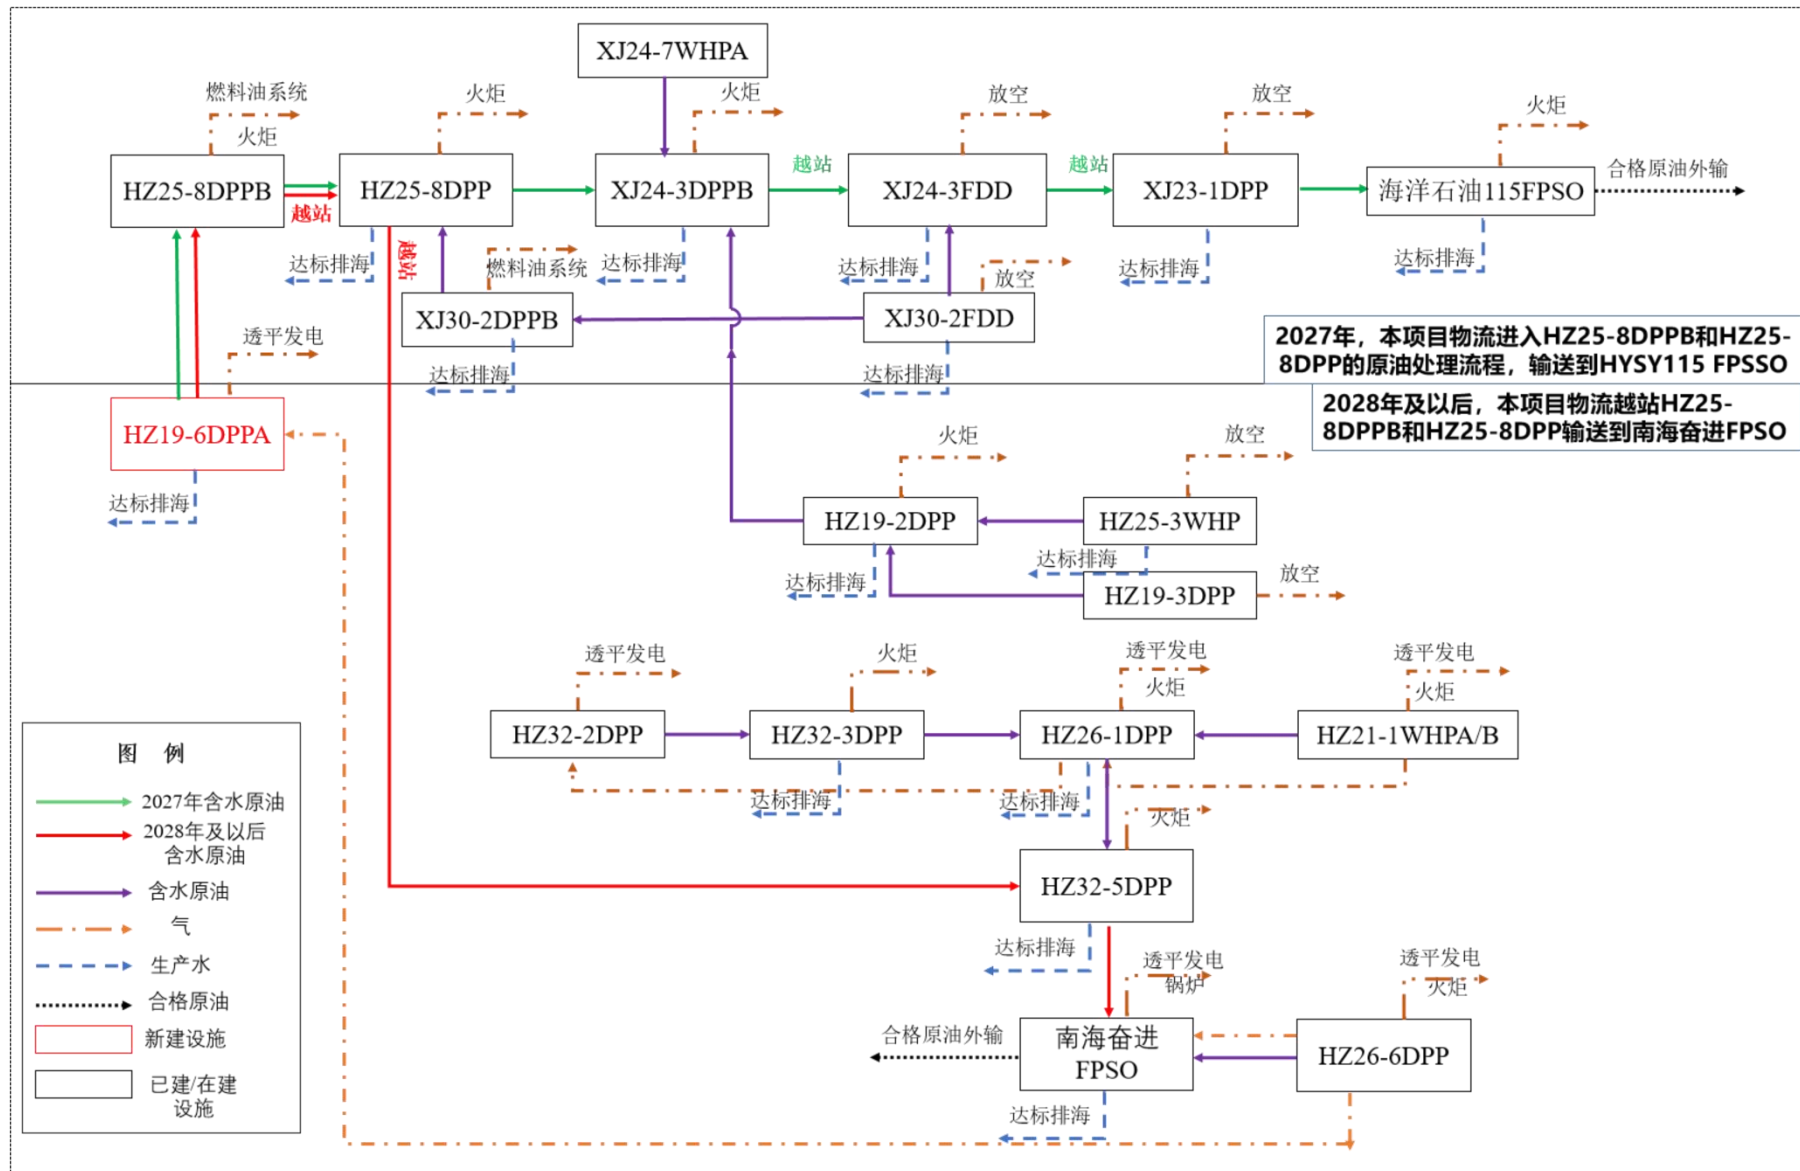 XJ24-7WHPA
燃料油系统
火炬
火炬
火炬
放空
放空
火炬
HZ25-8DPPB
越站
HZ25-8DPP
XJ24-3DPPB
越站
XJ24-3FDD
越站
XJ23-1DPP
海洋石油115FPSO
合格原油外输
达标排海
越站
燃料油系统
达标排海
达标排海
放空
达标排海
达标排海
XJ30-2DPPB
XJ30-2FDD
透平发电
达标排海
达标排海
2027年，本项目物流进入HZ25-8DPPB和HZ25-
8DPP的原油处理流程，输送到HYSY115 FPSSO
2028年及以后，本项目物流越站HZ25-
8DPPB和HZ25-8DPP输送到南海奋进FPSO
HZ19-6DPPA
达标排海
火炬
放空
HZ19-2DPP
HZ25-3WHP
达标排海
达标排海
HZ19-3DPP
放空
透平发电
火炬
透平发电
火炬
透平发电
火炬
HZ32-2DPP
HZ32-3DPP
HZ26-1DPP
HZ21-1WHPA/B
达标排海
达标排海
火炬
HZ32-5DPP
达标排海
透平发电
锅炉
透平发电
火炬
合格原油外输
南海奋进
FPSO
HZ26-6DPP
达标排海
图 例
2027年含水原油
2028年及以后
含水原油
含水原油
气
生产水
合格原油
新建设施
已建/在建
设施